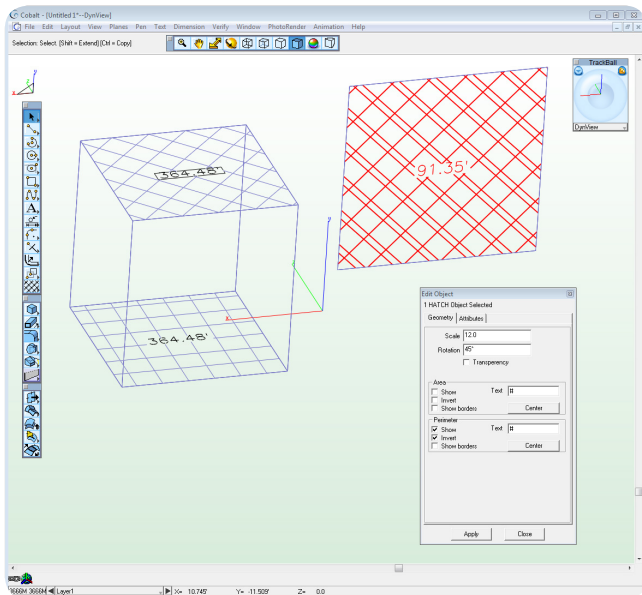 Cobalt - [Untitled 1*--DynView]
File Edit Layout View Planes Pen Text Dimension Verify Window PhotoRender Animation Help
Selection: Select. [Shift = Extend] [Ctrl = Copy]
TrackBall
DynView
y
z
x
364.48'
91.35'
y
z
x
364.48'
A
Edit Object
1 HATCH Object Selected
Geometry Attributes
Scale 12.0
Rotation 45°
Transparency
Area
Show Text #
Invert
Show borders Center
Perimeter
Show Text #
Invert
Show borders Center
Apply Close
1666M 3666M Layer1 X= 10.745' Y= -11.509' Z= 0.0